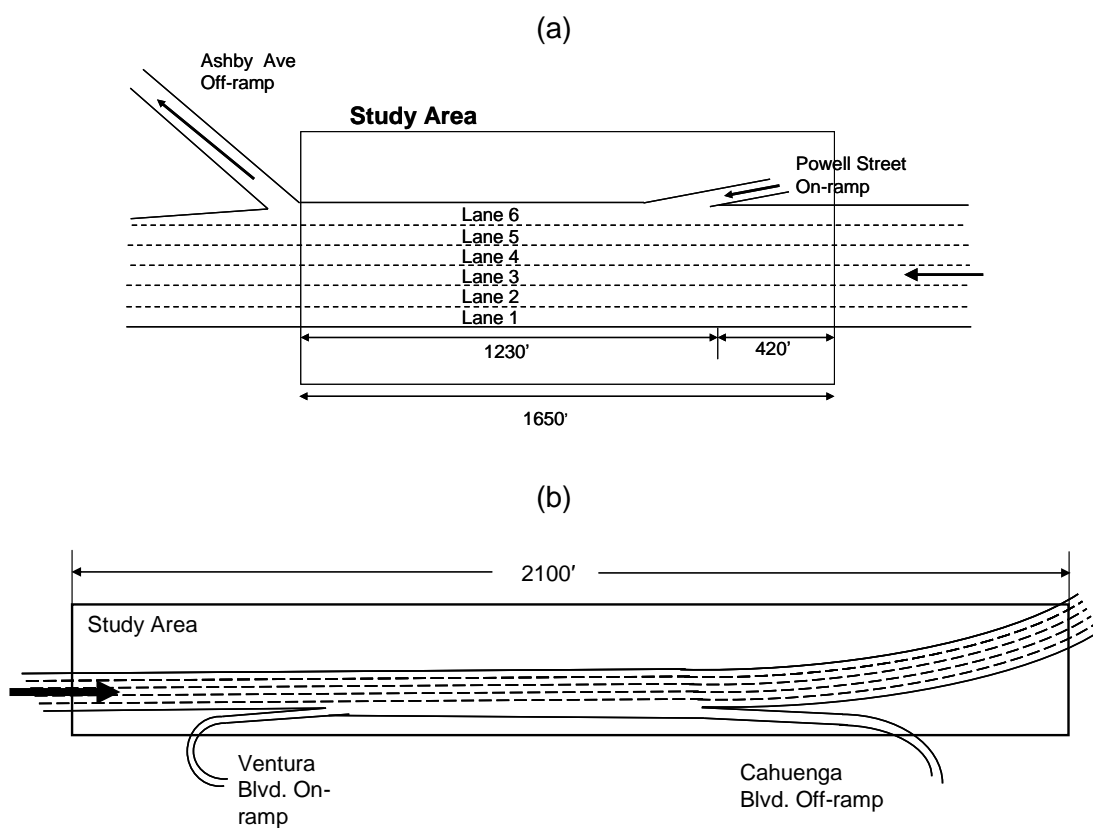 (a)
Ashby Ave
Off-ramp
Study Area
Powell Street
On-ramp
Lane 6
Lane 5
Lane 4
Lane 3
Lane 2
Lane 1
1230'
420'
1650'
(b)
2100′
Study Area
Ventura
Blvd. On-
ramp
Cahuenga
Blvd. Off-ramp